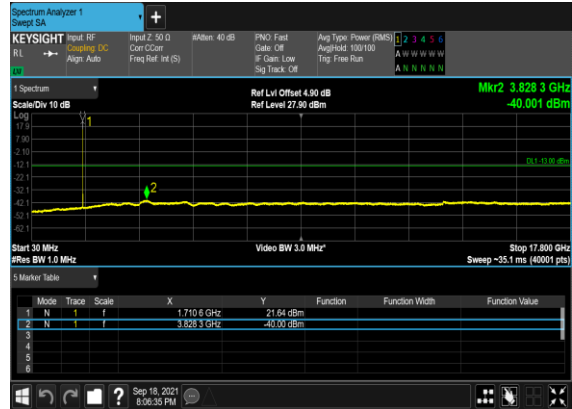 Spectrum Analyzer 1
Swept SA
+
KEYSIGHT Input: RF Input Z: 50 Ω #Atten: 40 dB PNO: Fast Avg Type: Power (RMS) 1 2 3 4 5 6
RL Coupling: DC Corr CCorr Gate: Off Avg|Hold: 100/100 A W W W W W
Align: Auto Freq Ref: Int (S) IF Gain: Low Trig: Free Run
Sig Track: Off A N N N N N
1 Spectrum Ref Lvl Offset 4.90 dB Mkr2 3.828 3 GHz
Scale/Div 10 dB Ref Level 27.90 dBm -40.001 dBm
Log
17.9
7.90
-2.10
-12.1
-22.1
-32.1
-42.1
-52.1
-62.1
1
2
DL1 -13.00 dBm
Start 30 MHz Video BW 3.0 MHz* Stop 17.800 GHz
#Res BW 1.0 MHz Sweep ~35.1 ms (40001 pts)
5 Marker Table
Mode Trace Scale X Y Function Function Width Function Value
1 N 1 f 1.710 6 GHz 21.64 dBm
2 N 1 f 3.828 3 GHz -40.00 dBm
3
4
5
6
? Sep 18, 2021
8:06:35 PM